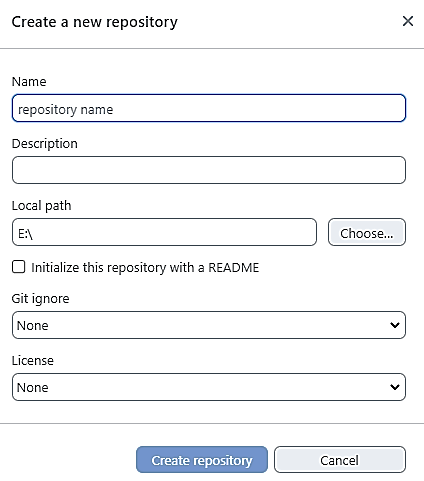 Create a new repository
Name
repository name
Description
Local path
E:\
Choose...
Initialize this repository with a README
Git ignore
None
License
None
Create repository
Cancel